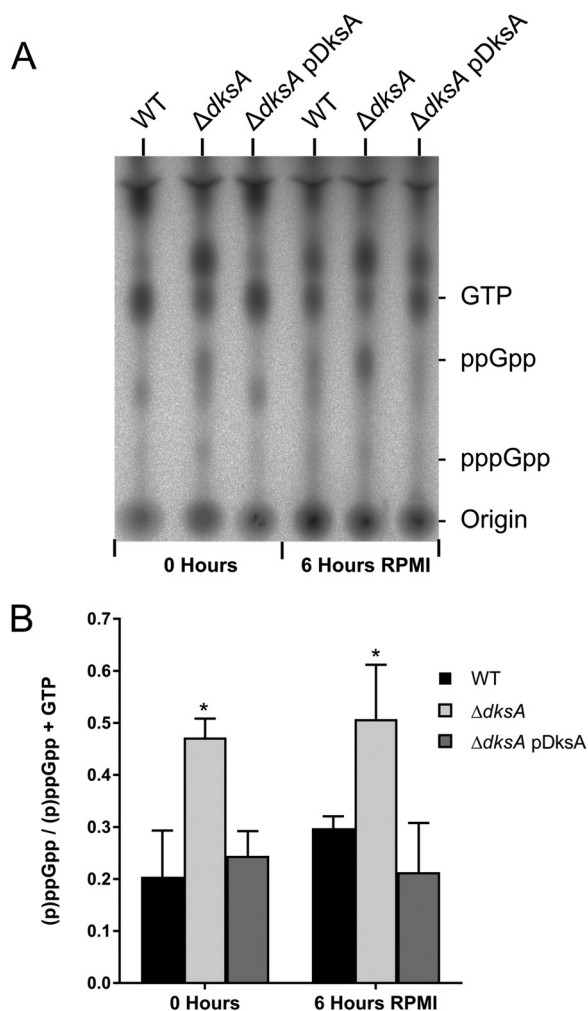 A
WT
ΔdksA
ΔdksA pDksA
WT
ΔdksA
ΔdksA pDksA
GTP
ppGpp
pppGpp
Origin
0 Hours
6 Hours RPMI
B
(p)ppGpp / (p)ppGpp + GTP
0.7
0.6
0.5
0.4
0.3
0.2
0.1
0.0
*
*
WT
ΔdksA
ΔdksA pDksA
0 Hours
6 Hours RPMI